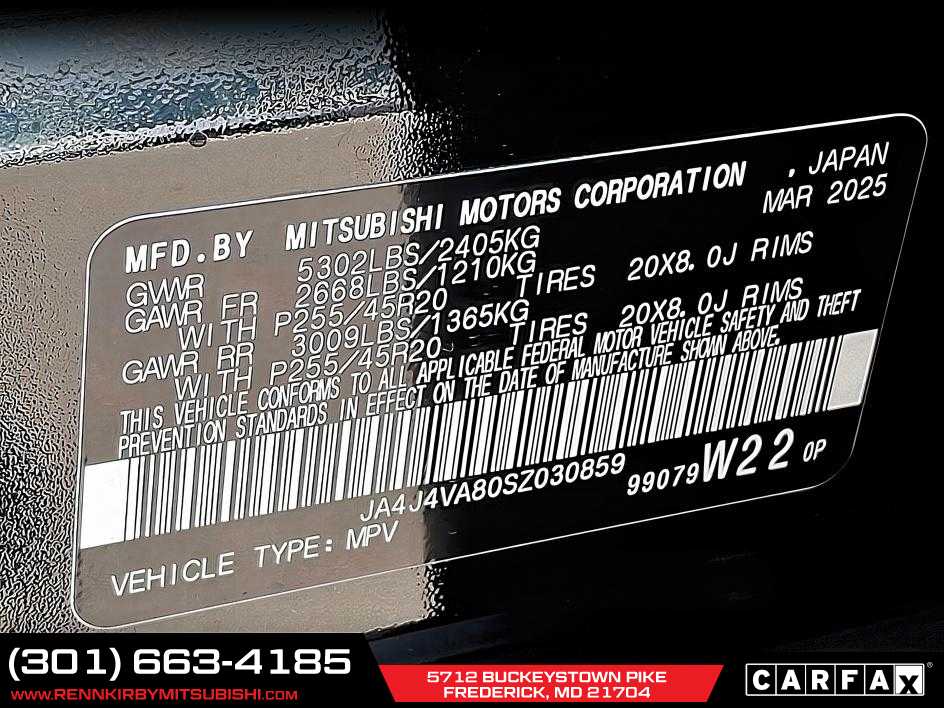 MFD.BY MITSUBISHI MOTORS CORPORATION . JAPAN
MAR 2025
GVWR 5302LBS/2405KG
GAWR FR 2668LBS/1210KG
WITH P255/45R20 TIRES 20X8.0J RIMS
GAWR RR 3009LBS/1365KG
WITH P255/45R20 TIRES 20X8.0J RIMS
THIS VEHICLE CONFORMS TO ALL APPLICABLE FEDERAL MOTOR VEHICLE SAFETY AND THEFT
PREVENTION STANDARDS IN EFFECT ON THE DATE OF MANUFACTURE SHOWN ABOVE.
JA4J4VA80SZ030859 99079 W22 OP
VEHICLE TYPE: MPV
(301) 663-4185
WWW.RENNKIRBYMITSUBISHI.COM
5712 BUCKEYSTOWN PIKE
FREDERICK, MD 21704
CARFAX®